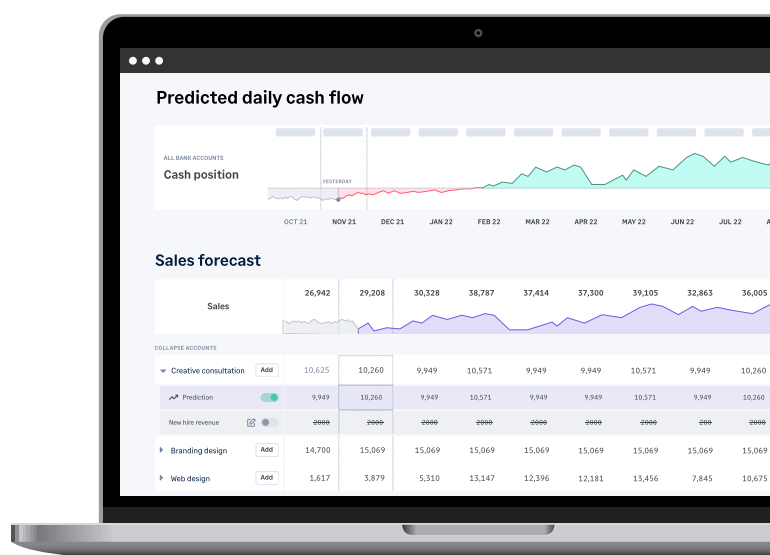 Predicted daily cash flow
ALL BANK ACCOUNTS
Cash position
YESTERDAY
OCT 21 NOV 21 DEC 21 JAN 22 FEB 22 MAR 22 APR 22 MAY 22 JUN 22 JUL 22 A
Sales forecast
Sales 26,942 29,208 30,328 38,787 37,414 37,300 39,105 32,863 36,005
COLLAPSE ACCOUNTS
Creative consultation Add 10,625 10,260 9,949 10,571 9,949 9,949 10,571 9,949 10,260
Prediction 9,949 10,260 9,949 10,571 9,949 9,949 10,571 9,949 10,260
New hire revenue 2000 2000 2000 2000 2000 2000 2000 200 2000
Branding design Add 14,700 15,069 15,069 15,069 15,069 15,069 15,069 15,069 15,069
Web design Add 1,617 3,879 5,310 13,147 12,396 12,181 13,456 7,845 10,675